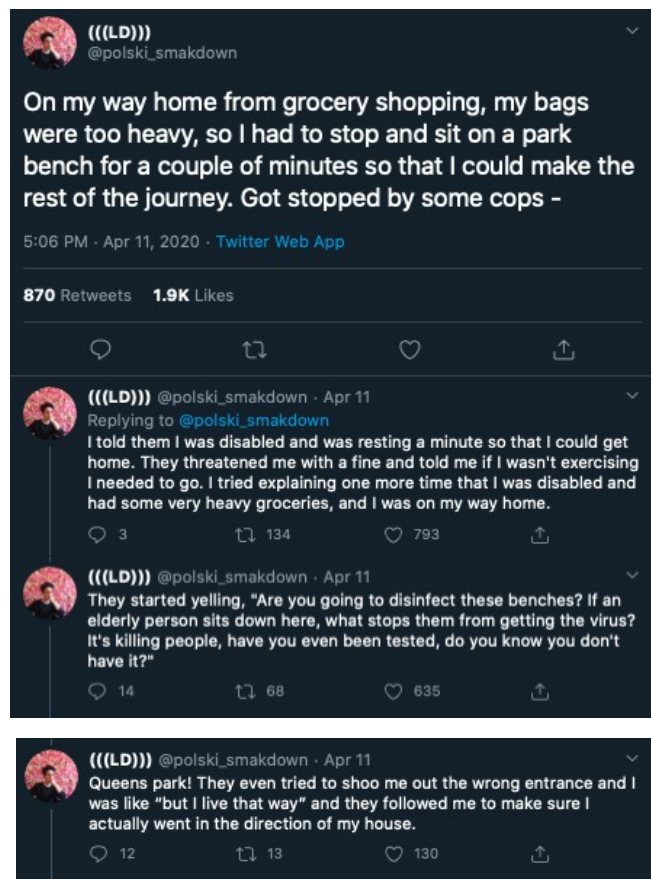 (((LD)))
@polski_smakdown
On my way home from grocery shopping, my bags
were too heavy, so I had to stop and sit on a park
bench for a couple of minutes so that I could make the
rest of the journey. Got stopped by some cops -
5:06 PM · Apr 11, 2020 · Twitter Web App
870 Retweets 1.9K Likes
(((LD))) @polski_smakdown · Apr 11
Replying to @polski_smakdown
I told them I was disabled and was resting a minute so that I could get
home. They threatened me with a fine and told me if I wasn't exercising
I needed to go. I tried explaining one more time that I was disabled and
had some very heavy groceries, and I was on my way home.
3 134 793
(((LD))) @polski_smakdown · Apr 11
They started yelling, "Are you going to disinfect these benches? If an
elderly person sits down here, what stops them from getting the virus?
It's killing people, have you even been tested, do you know you don't
have it?"
14 68 635
(((LD))) @polski_smakdown · Apr 11
Queens park! They even tried to shoo me out the wrong entrance and I
was like “but I live that way” and they followed me to make sure I
actually went in the direction of my house.
12 13 130